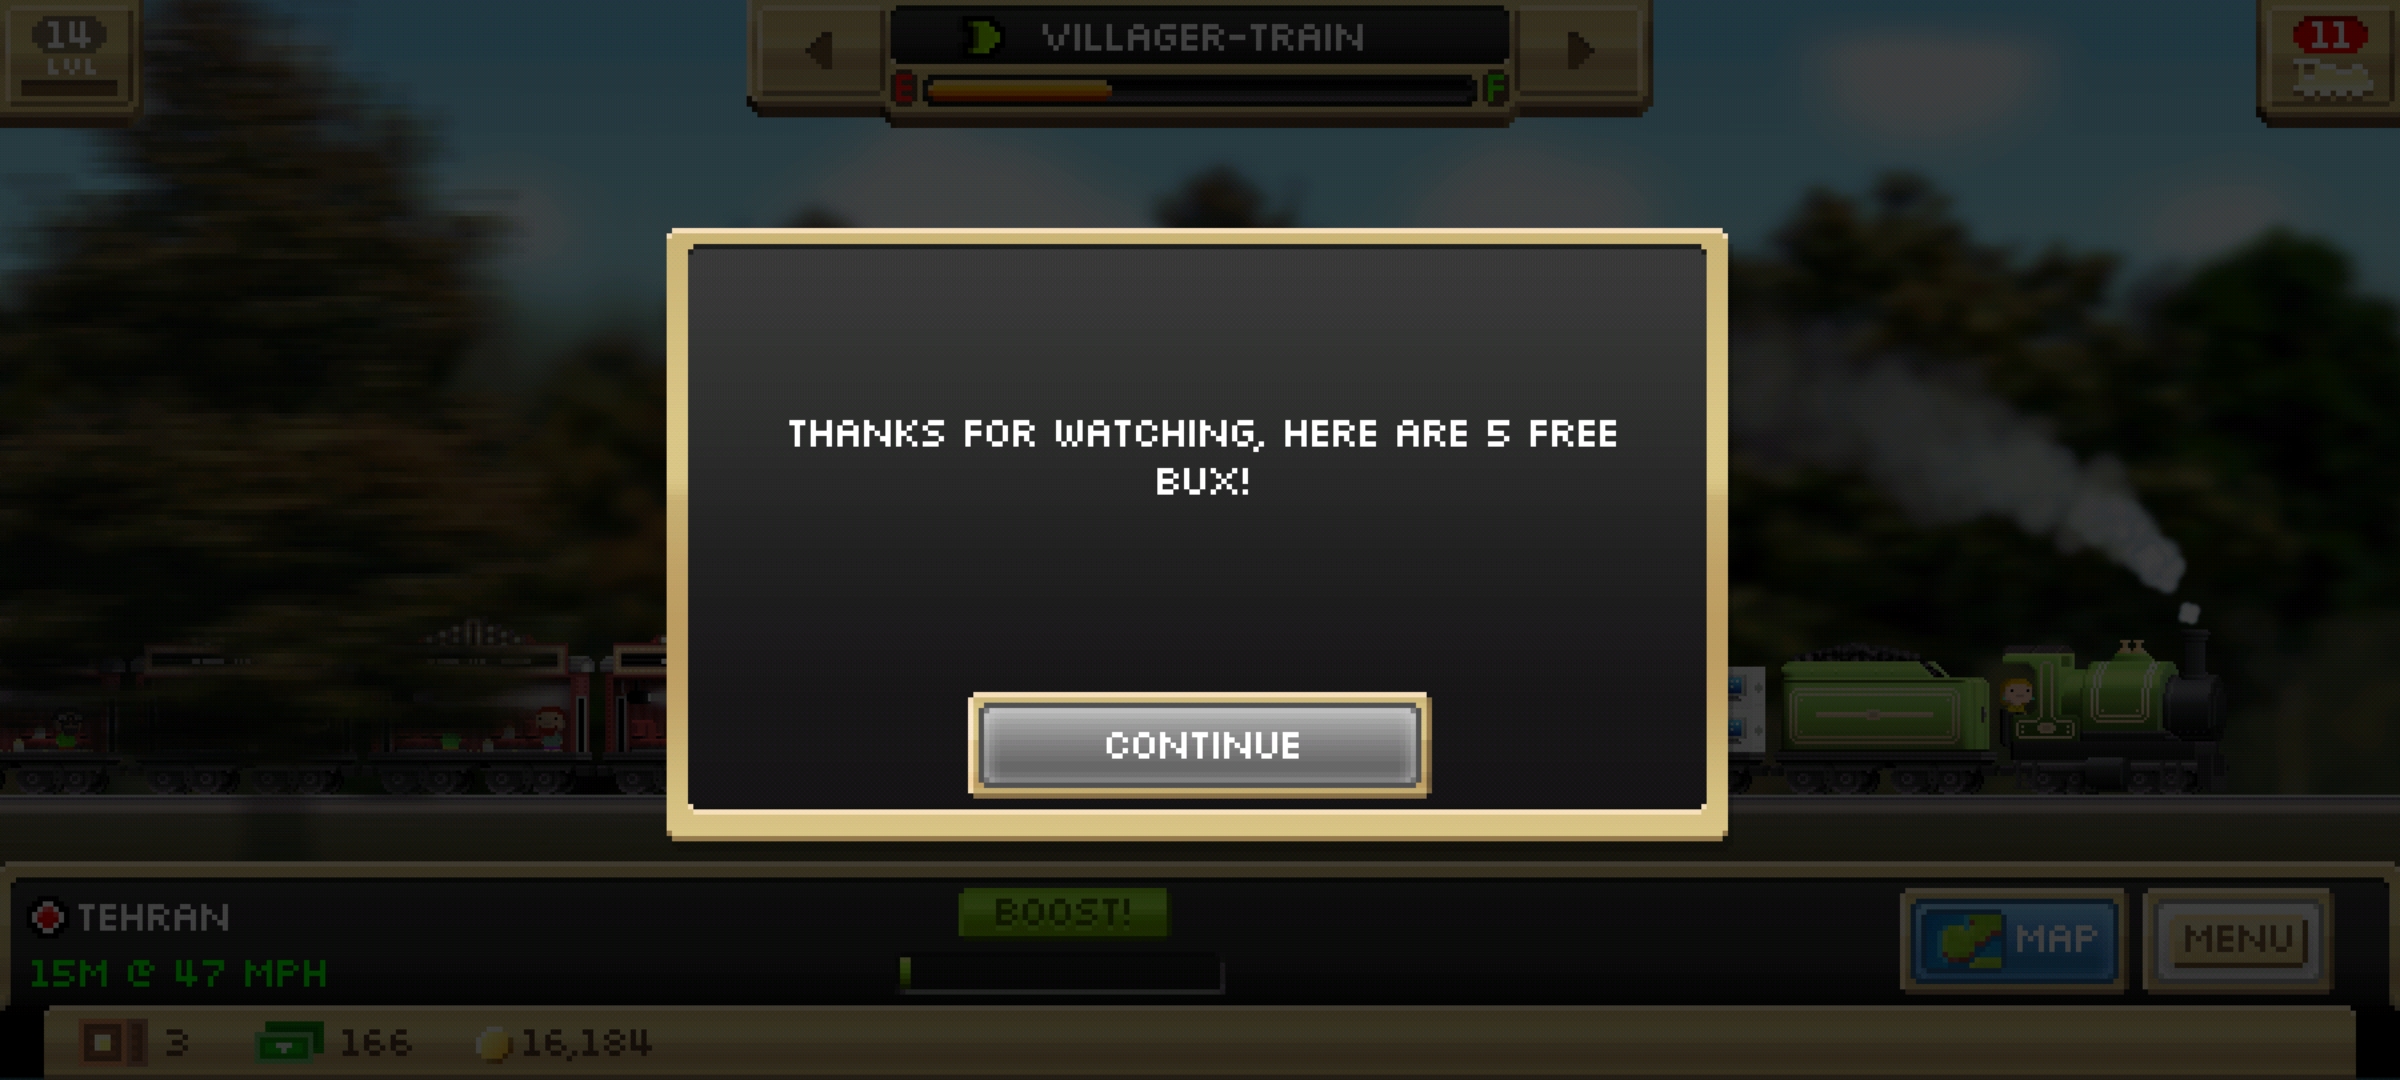 14
LVL
VILLAGER-TRAIN
E F
11
THANKS FOR WATCHING, HERE ARE 5 FREE
BUX!
CONTINUE
TEHRAN
15M @ 47 MPH
BOOST!
MAP
MENU
3 166 16,184